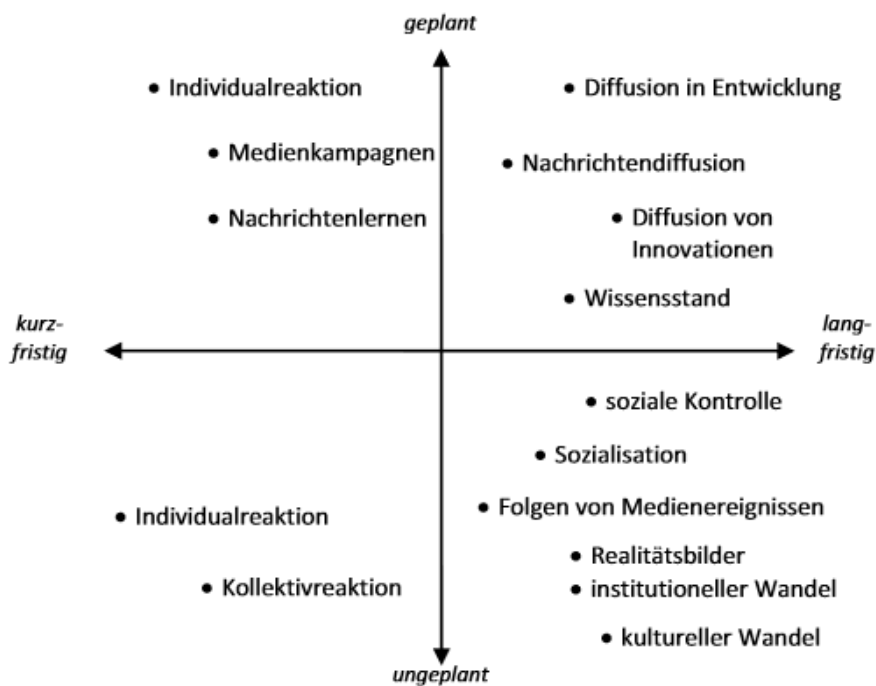 geplant
Individualreaktion
Diffusion in Entwicklung
Medienkampagnen
Nachrichtendiffusion
Nachrichtenlernen
Diffusion von
Innovationen
Wissensstand
kurz-
fristig
lang-
fristig
soziale Kontrolle
Sozialisation
Folgen von Medienereignissen
Individualreaktion
Realitätsbilder
Kollektivreaktion
institutioneller Wandel
kultureller Wandel
ungeplant